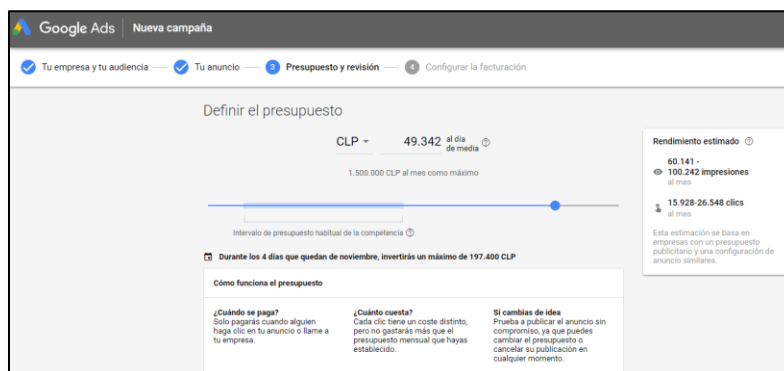 Google Ads Nueva campaña
Tu empresa y tu audiencia Tu anuncio 3 Presupuesto y revisión 4 Configurar la facturación
Definir el presupuesto
CLP 49.342 al día
de media
1.500.000 CLP al mes como máximo
Intervalo de presupuesto habitual de la competencia
Durante los 4 días que quedan de noviembre, invertirás un máximo de 197.400 CLP
Cómo funciona el presupuesto
¿Cuándo se paga?
Solo pagarás cuando alguien
haga clic en tu anuncio o llame a
tu empresa.
¿Cuánto cuesta?
Cada clic tiene un coste distinto,
pero no gastarás más que el
presupuesto mensual que hayas
establecido.
Si cambias de idea
Prueba a publicar el anuncio sin
compromiso, ya que puedes
cambiar el presupuesto o
cancelar su publicación en
cualquier momento.
Rendimiento estimado
60.141 -
100.242 impresiones
al mes
15.928-26.548 clics
al mes
Esta estimación se basa en
empresas con un presupuesto
publicitario y una configuración de
anuncio similares.